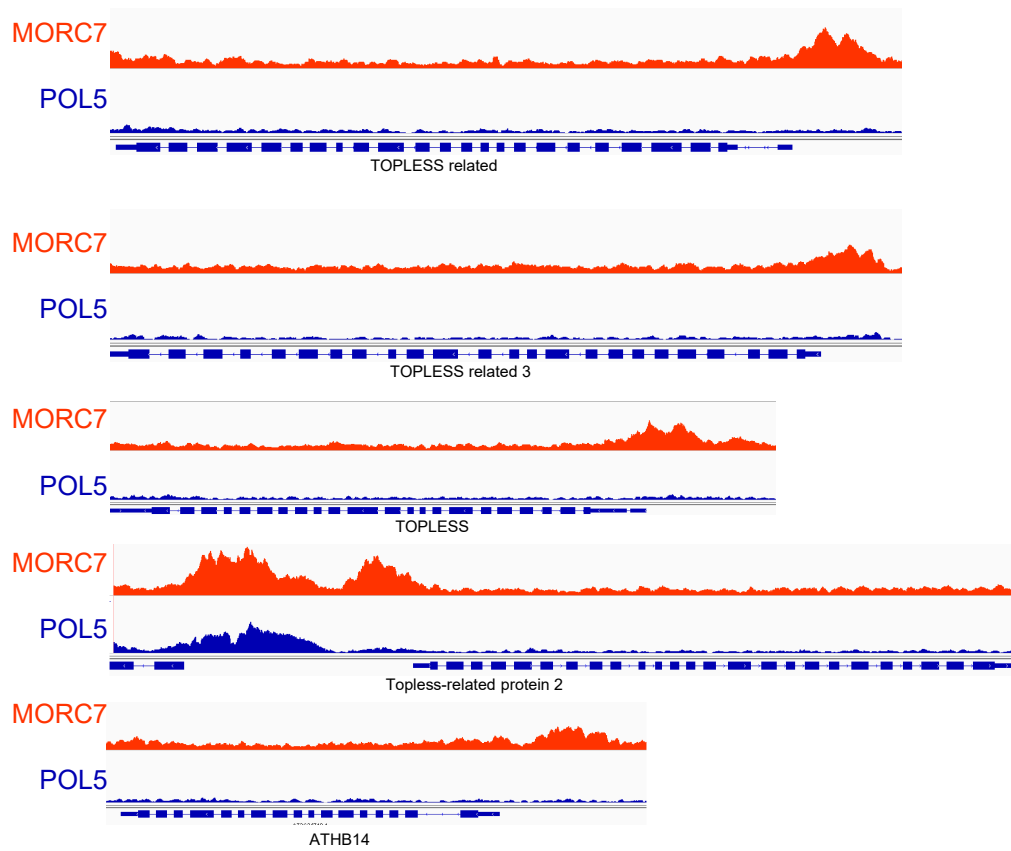 MORC7
POL5
TOPLESS related
MORC7
POL5
TOPLESS related 3
MORC7
POL5
TOPLESS
MORC7
POL5
Topless-related protein 2
MORC7
POL5
ATHB14